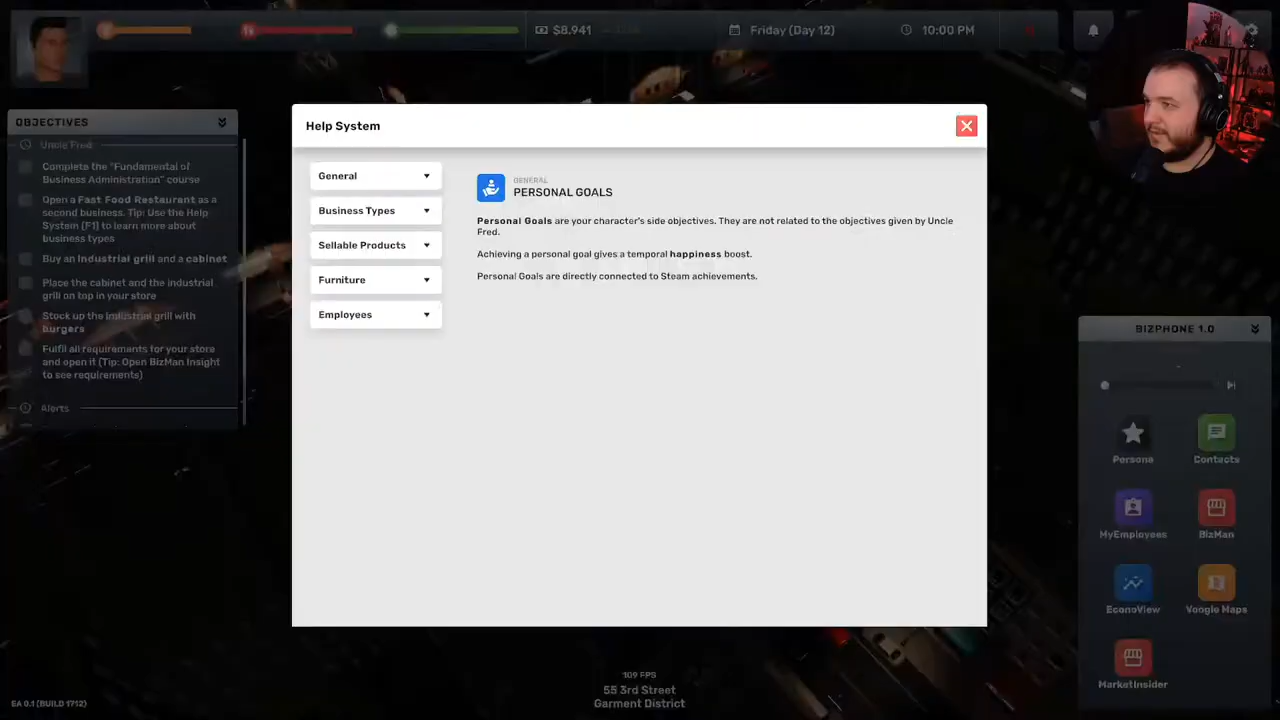 $8.941
Friday (Day 12)
10:00 PM
OBJECTIVES
Uncle Fred
Complete the "Fundamental of
Business Administration" course
Open a Fast Food Restaurant as a
second business. Tip: Use the Help
System (F1) to learn more about
business types
Buy an Industrial grill and a cabinet
Place the cabinet and the industrial
grill on top in your store
Stock up the industrial grill with
burgers
Fulfil all requirements for your store
and open it (Tip: Open BizMan Insight
to see requirements)
Alerts
Help System
General
Business Types
Sellable Products
Furniture
Employees
GENERAL
PERSONAL GOALS
Personal Goals are your character's side objectives. They are not related to the objectives given by Uncle
Fred.
Achieving a personal goal gives a temporal happiness boost.
Personal Goals are directly connected to Steam achievements.
BIZPHONE 1.0
Persona
Contacts
MyEmployees
BizMan
EconoView
Voogle Maps
MarketInsider
109 FPS
55 3rd Street
Garment District
EA 0.1 (BUILD 1712)